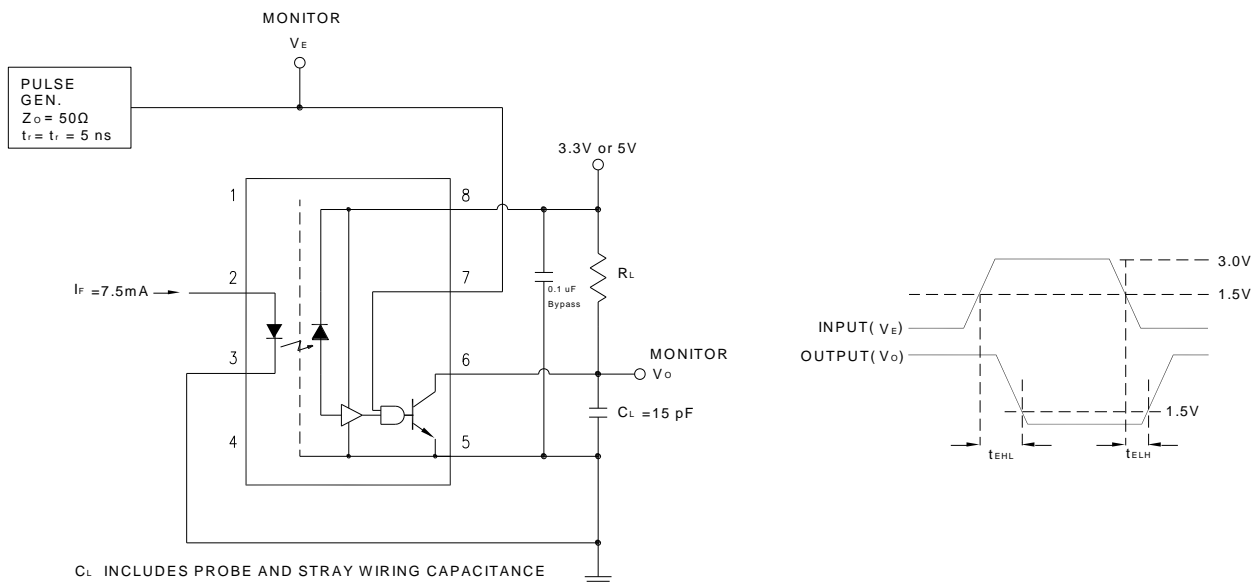 MONITOR
VE
PULSE
GEN.
ZO = 50Ω
tr = tr = 5 ns
3.3V or 5V
1
8
2
7
IF =7.5mA
0.1 uF
Bypass
RL
3
6
MONITOR
VO
CL =15 pF
4
5
CL INCLUDES PROBE AND STRAY WIRING CAPACITANCE
3.0V
1.5V
INPUT(VE)
OUTPUT(VO)
1.5V
tEHL
tELH